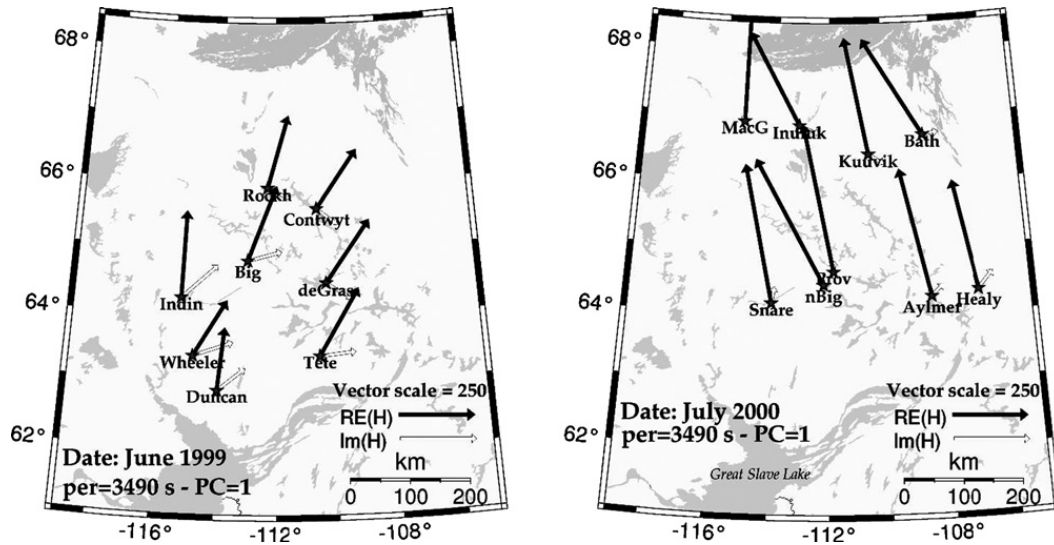 68°
66°
64°
62°
-116°
-112°
-108°
Rockh
Contwyt
Big
deGras
Indin
Wheeler
Tete
Duncan
Vector scale = 250
RE(H)
Im(H)
km
0 100 200
Date: June 1999
per=3490 s - PC=1
68°
66°
64°
62°
-116°
-112°
-108°
MacG
Inuluk
Kuuvik
Bath
Prov
nBig
Snare
Aylmer
Healy
Vector scale = 250
RE(H)
Im(H)
km
0 100 200
Date: July 2000
per=3490 s - PC=1
Great Slave Lake